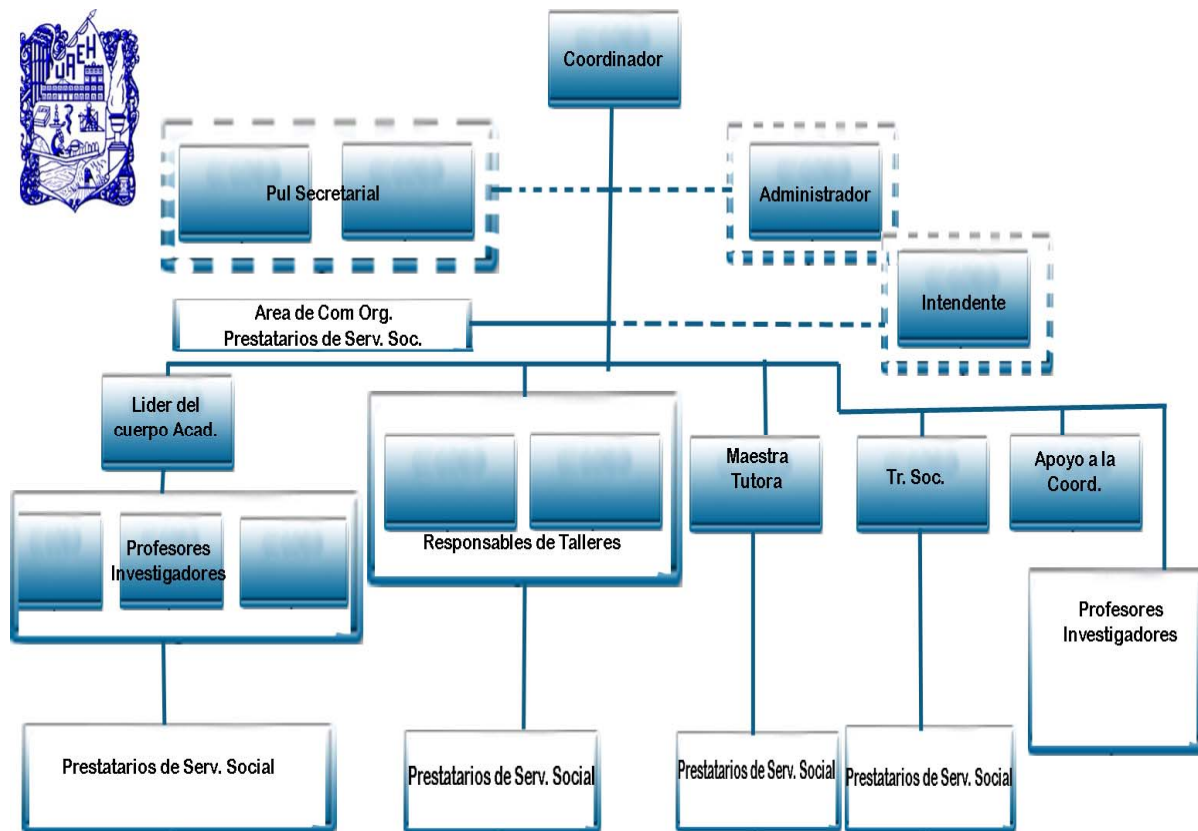 UAEH
Coordinador
Pul Secretarial
Administrador
Intendente
Area de Com Org.
Prestatarios de Serv. Soc.
Lider del
cuerpo Acad.
Responsables de Talleres
Maestra
Tutora
Tr. Soc.
Apoyo a la
Coord.
Profesores
Investigadores
Profesores
Investigadores
Prestatarios de Serv. Social
Prestatarios de Serv. Social
Prestatarios de Serv. Social
Prestatarios de Serv. Social